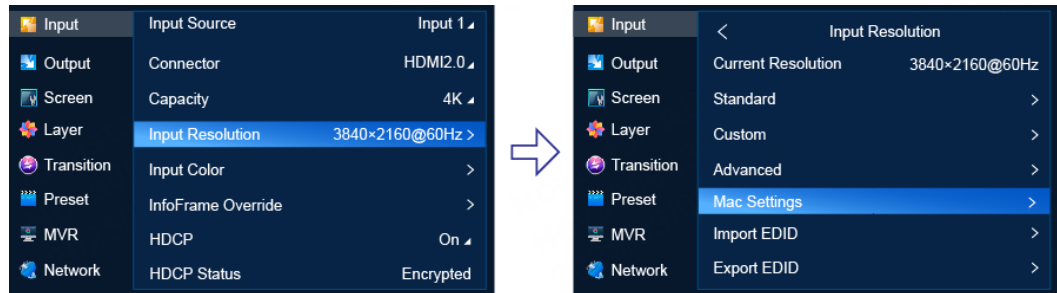 Input
Output
Screen
Layer
Transition
Preset
MVR
Network
Input Source Input 1
Connector HDMI2.0
Capacity 4K
Input Resolution 3840×2160@60Hz >
Input Color >
InfoFrame Override >
HDCP On
HDCP Status Encrypted
Input
Output
Screen
Layer
Transition
Preset
MVR
Network
< Input Resolution
Current Resolution 3840×2160@60Hz
Standard >
Custom >
Advanced >
Mac Settings >
Import EDID >
Export EDID >